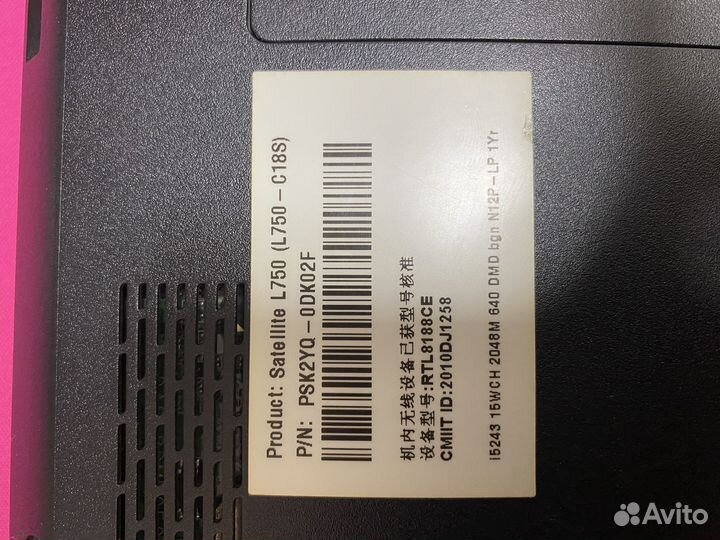 Product: Satellite L750 (L750-C18S)
P/N: PSK2YQ-0DK02F
机内无线设备已获型号核准
设备型号:RTL8188CE
CMIIT ID:2010DJ1258
I5243 15WCH 2048M 640 DMD bgn N12P-LP 1Yr
Avito